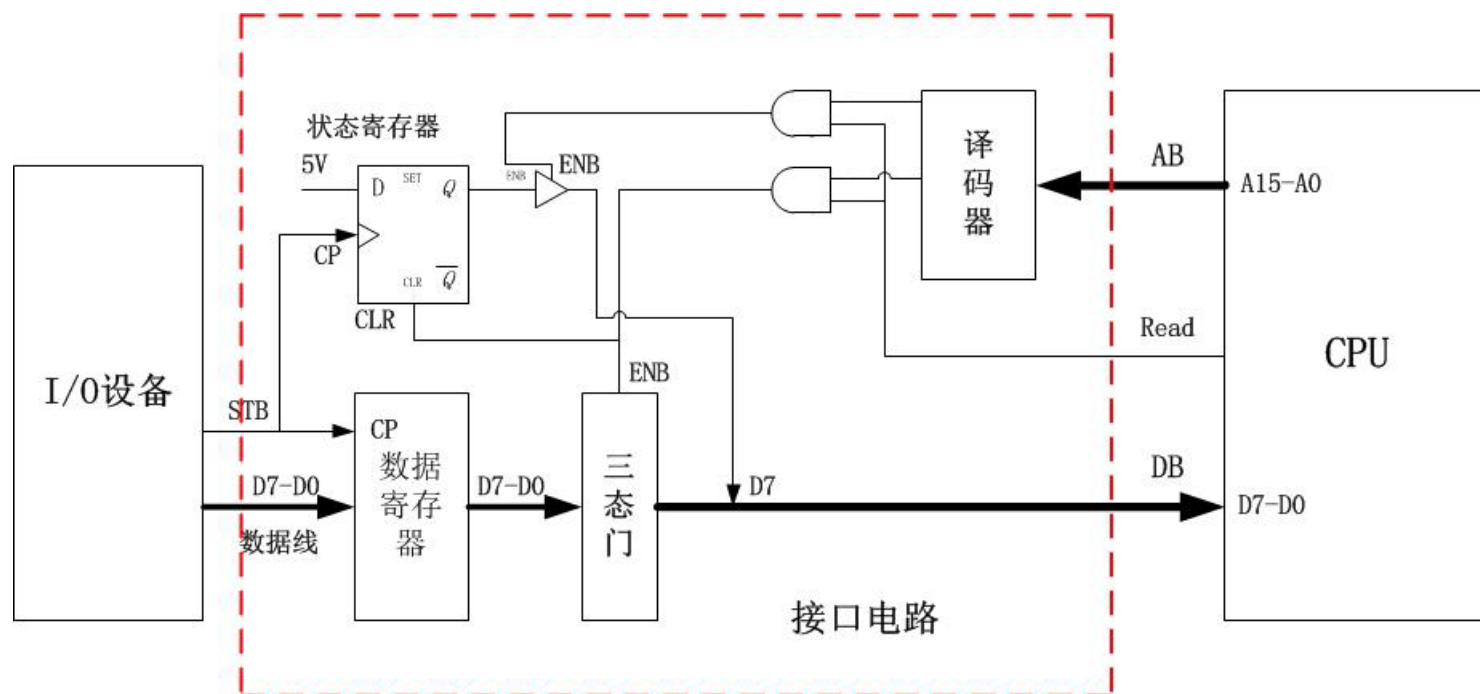 状态寄存器
5V
D
SET
Q
ENB
ENB
CP
CLR
Q
CLR
译码器
AB
A15-A0
Read
CPU
I/O设备
STB
CP
数据寄存器
D7-D0
数据线
D7-D0
ENB
三态门
D7
DB
D7-D0
接口电路